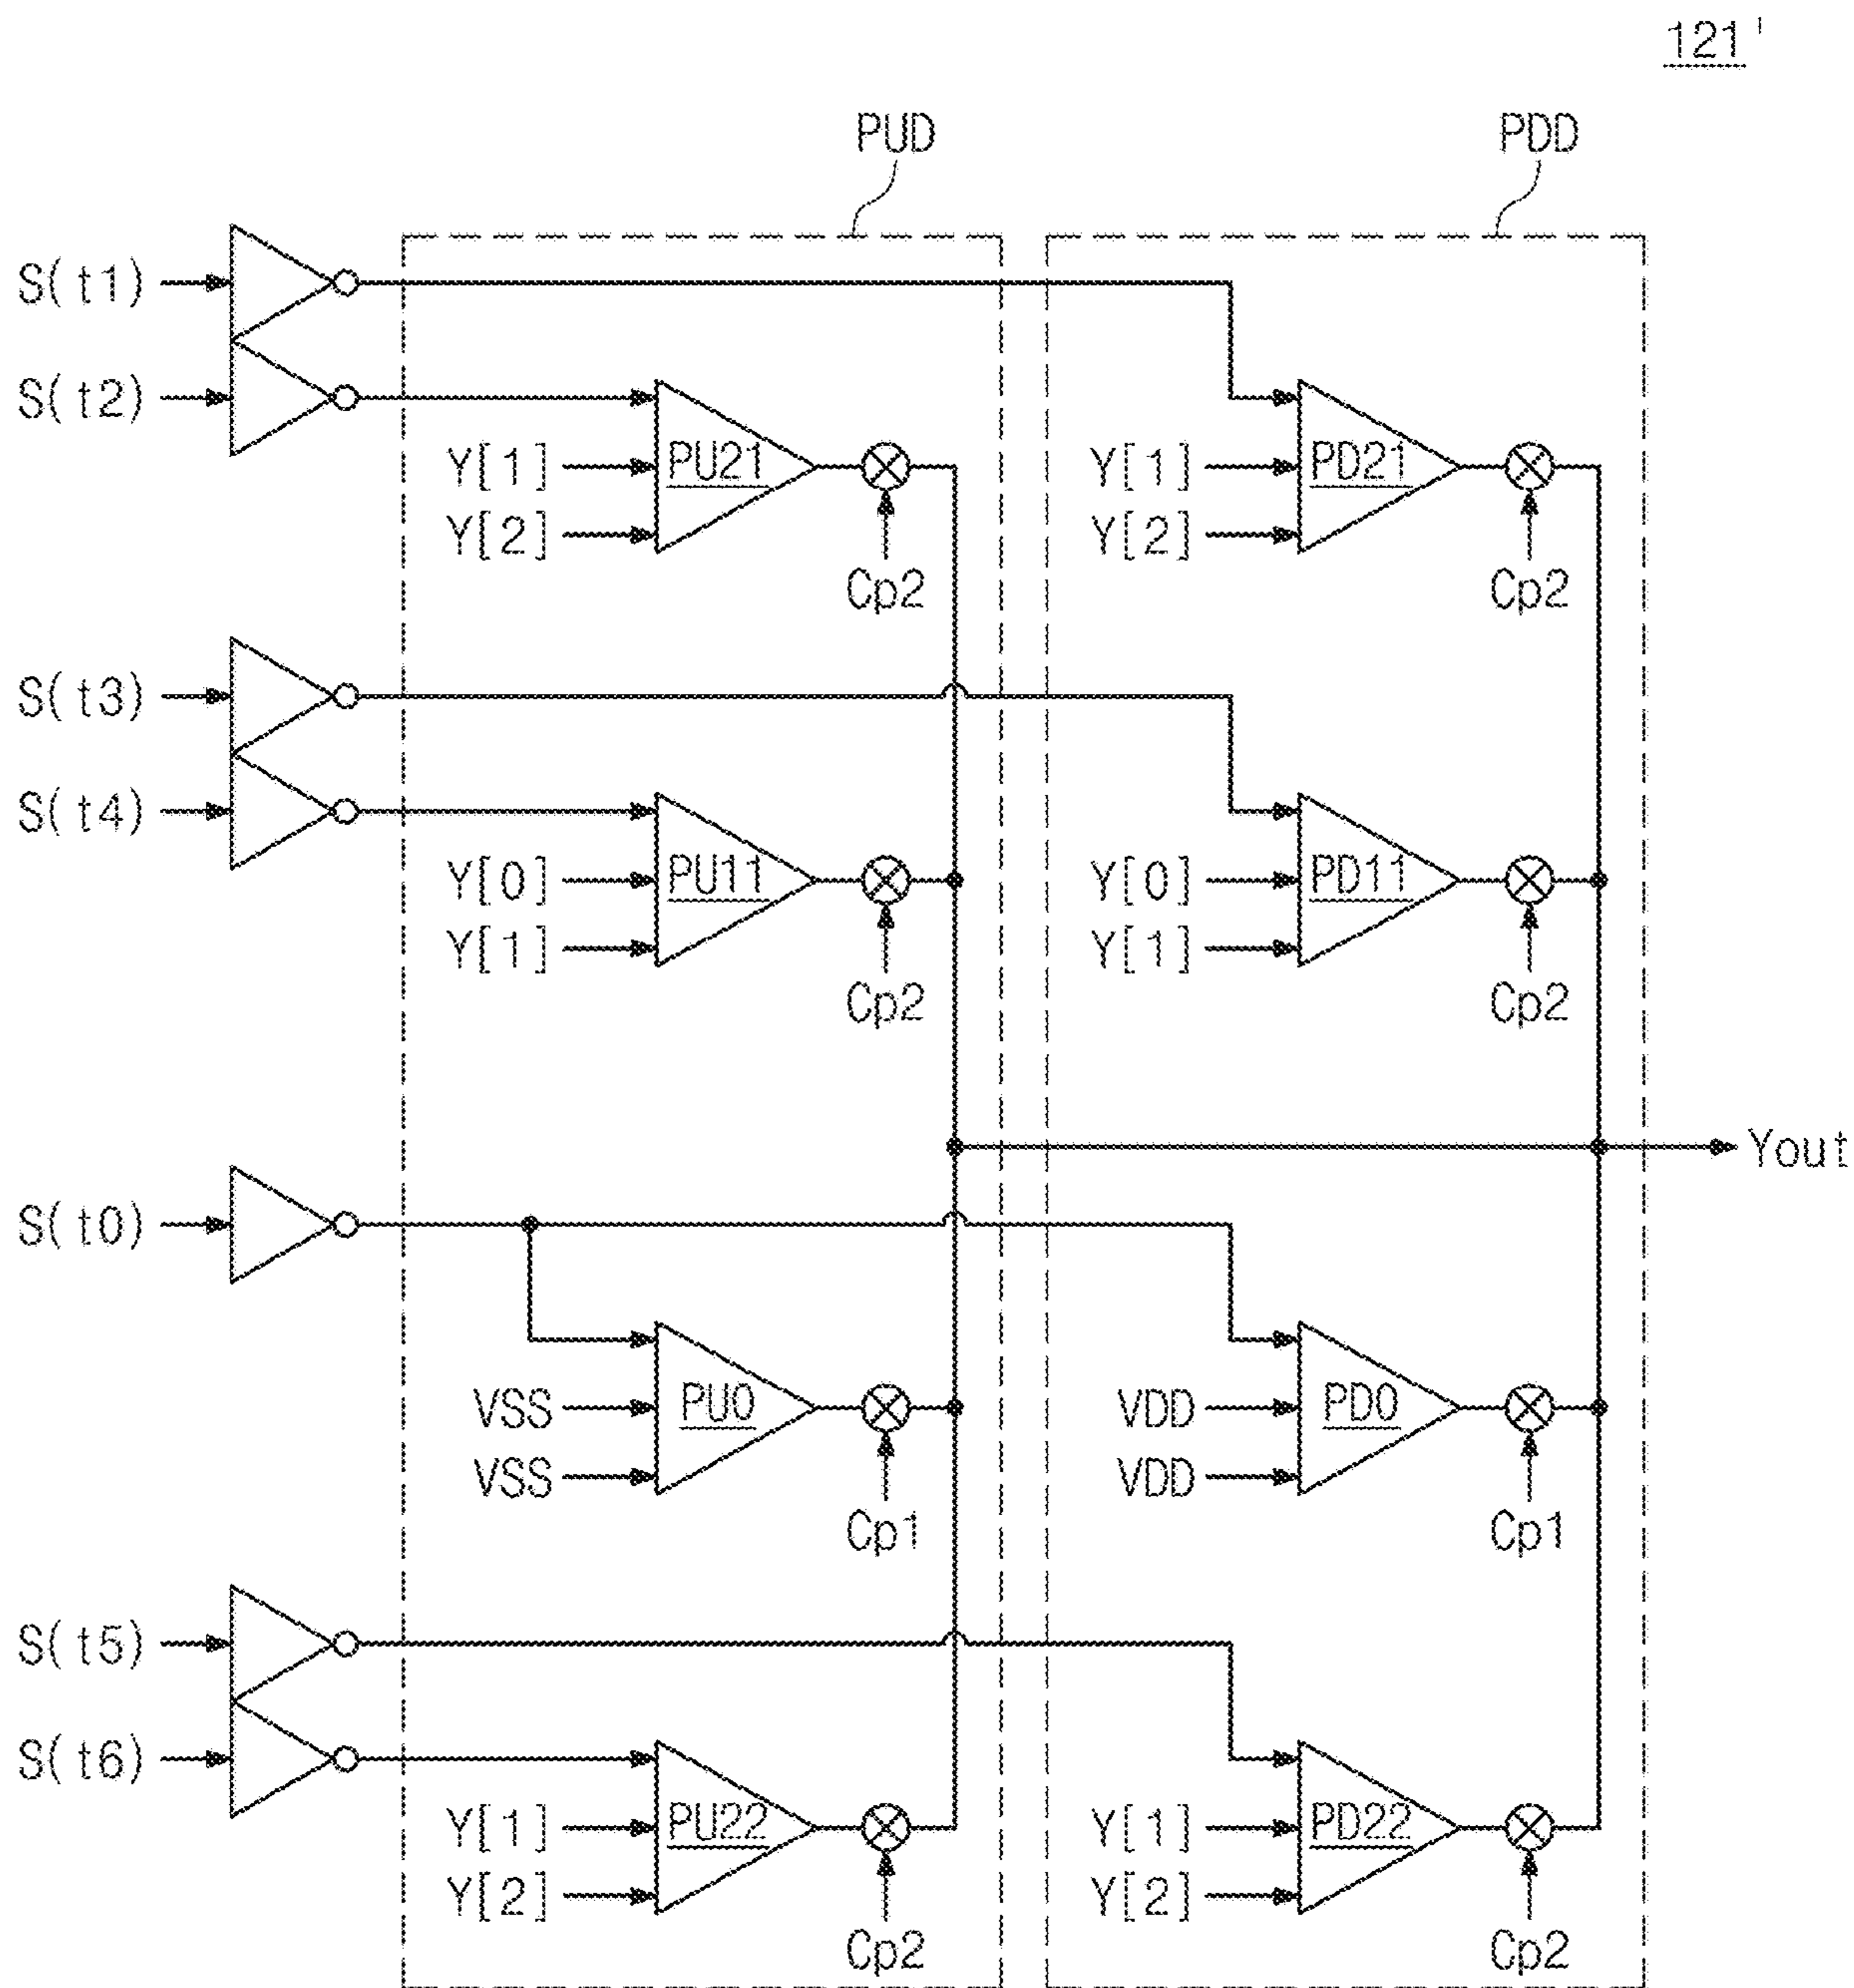 121'
PUD PDD
S(t1)
S(t2)
Y[1] PU21 Y[1] PD21
Y[2] Y[2]
Cp2 Cp2
S(t3)
S(t4)
Y[0] PU11 Y[0] PD11
Y[1] Y[1]
Cp2 Cp2
Yout
S(t0)
VSS PU0 VDD PD0
VSS VDD
Cp1 Cp1
S(t5)
S(t6)
Y[1] PU22 Y[1] PD22
Y[2] Y[2]
Cp2 Cp2